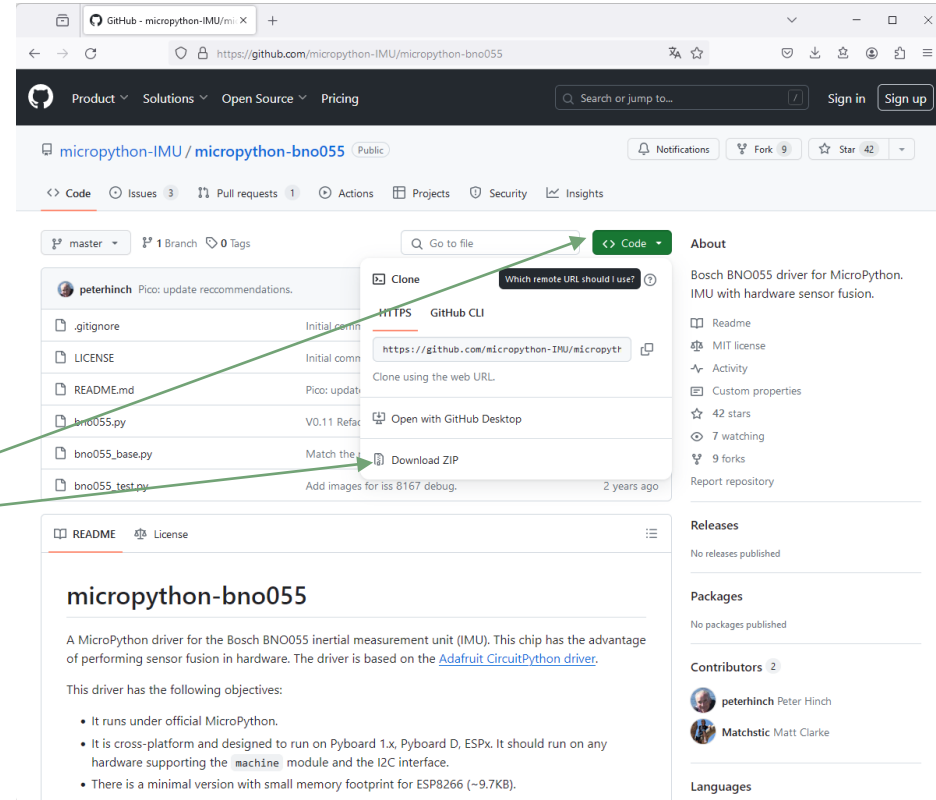 GitHub - micropython-IMU/mi
https://github.com/micropython-IMU/micropython-bno055
Product Solutions Open Source Pricing
Search or jump to... /
Sign in Sign up
micropython-IMU / micropython-bno055 Public
Notifications Fork 9 Star 42
Code Issues 3 Pull requests 1 Actions Projects Security Insights
master 1 Branch 0 Tags
Go to file
Code
peterhinch Pico: update reccommendations.
.gitignore Initial comm
LICENSE Initial comm
README.md Pico: updat
bno055.py V0.11 Refac
bno055_base.py Match the
bno055_test.py Add images for iss 8167 debug. 2 years ago
Clone
Which remote URL should I use?
HTTPS GitHub CLI
https://github.com/micropython-IMU/micropyth
Clone using the web URL.
Open with GitHub Desktop
Download ZIP
README License
micropython-bno055
A MicroPython driver for the Bosch BNO055 inertial measurement unit (IMU). This chip has the advantage
of performing sensor fusion in hardware. The driver is based on the Adafruit CircuitPython driver.
This driver has the following objectives:
• It runs under official MicroPython.
• It is cross-platform and designed to run on Pyboard 1.x, Pyboard D, ESPx. It should run on any
hardware supporting the machine module and the I2C interface.
• There is a minimal version with small memory footprint for ESP8266 (~9.7KB).
About
Bosch BNO055 driver for MicroPython.
IMU with hardware sensor fusion.
Readme
MIT license
Activity
Custom properties
42 stars
7 watching
9 forks
Report repository
Releases
No releases published
Packages
No packages published
Contributors 2
peterhinch Peter Hinch
Matchstic Matt Clarke
Languages